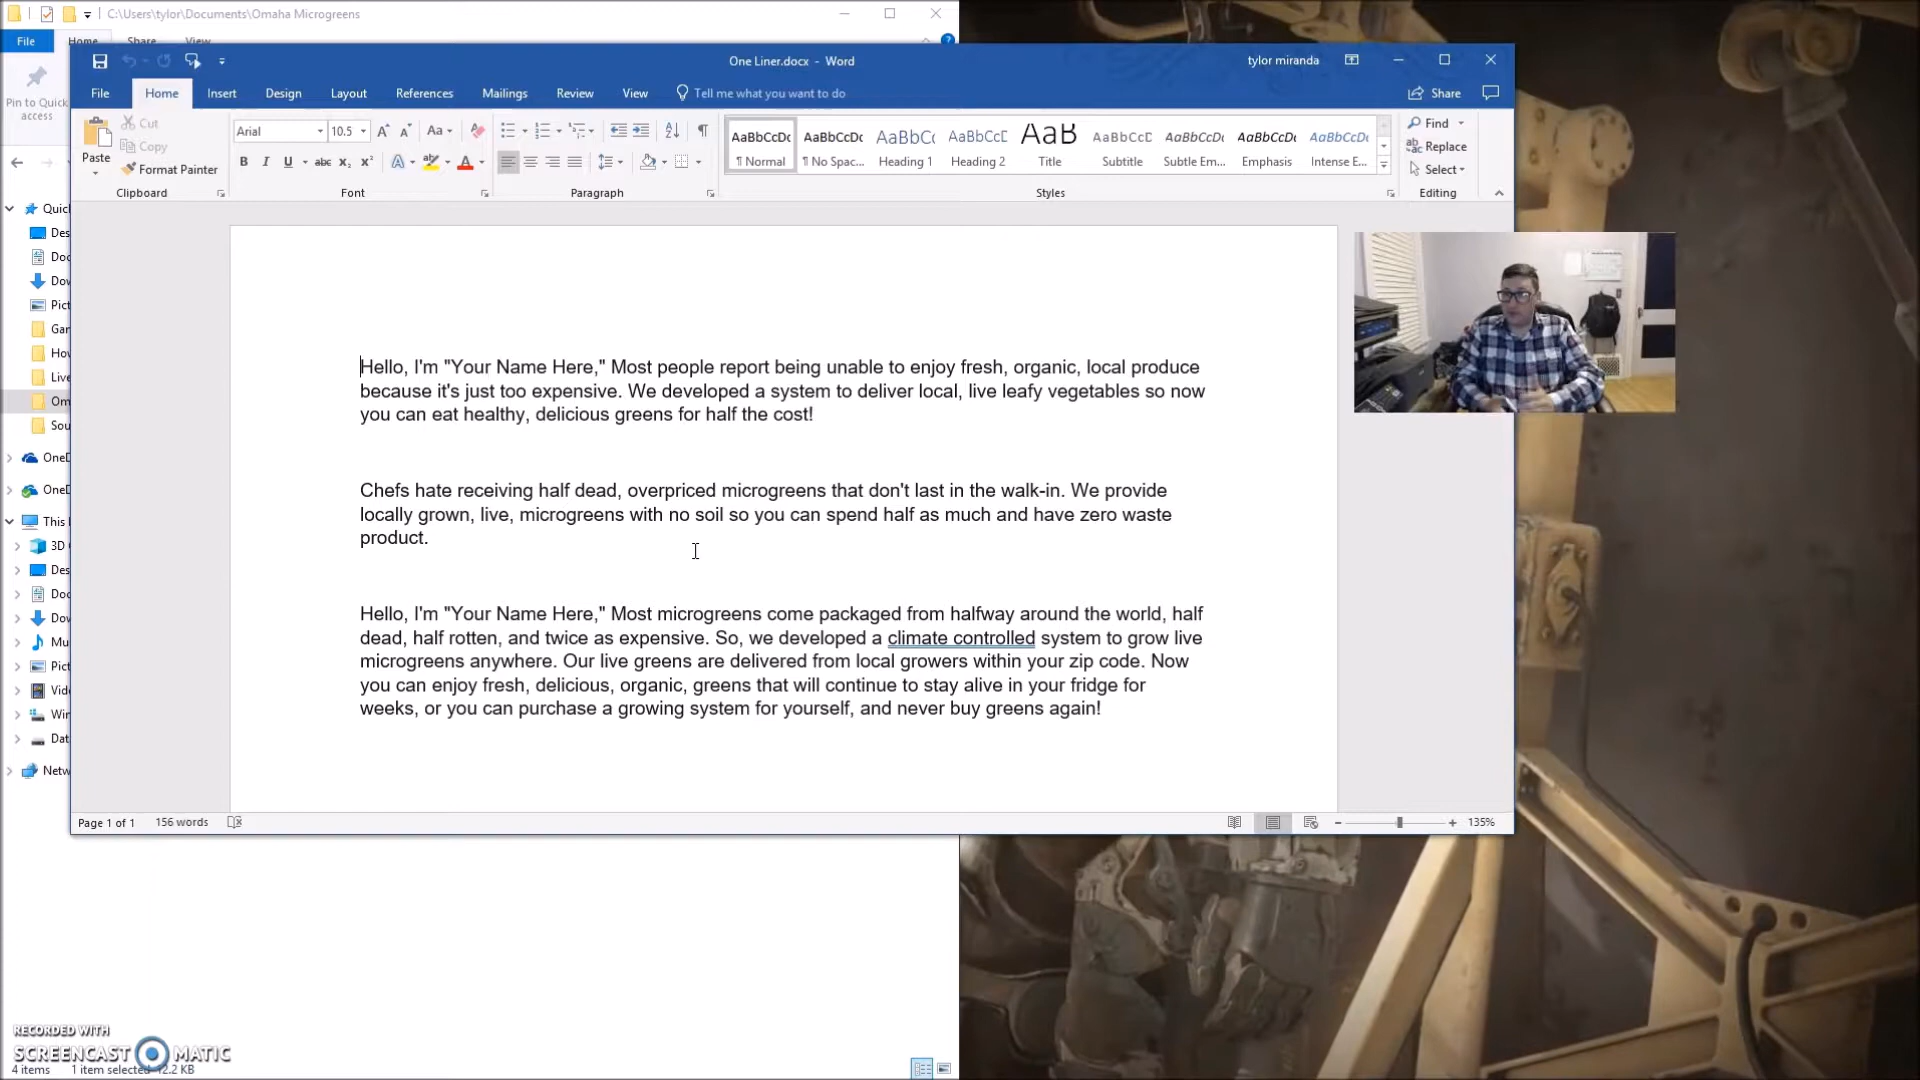 C:\Users\tylor\Documents\Omaha Microgreens
File Home Share View
Pin to Quick
access
One Liner.docx - Word
tylor miranda
File Home Insert Design Layout References Mailings Review View Tell me what you want to do Share
Paste
Cut
Copy
Format Painter
Clipboard
Arial 10.5
Font
Paragraph
AaBbCcDc AaBbCcDc AaBbC( AaBbCcE AaB AaBbCcD AaBbCcDc AaBbCcDc AaBbCcDc
¶ Normal ¶ No Spac... Heading 1 Heading 2 Title Subtitle Subtle Em... Emphasis Intense E...
Styles
Find
Replace
Select
Editing
Quic
Des
Doc
Dow
Pict
Gar
How
Live
Om
Sou
OneD
OneD
This
3D
Des
Doc
Dow
Mu
Pict
Vid
Win
Dat
Netw
Hello, I'm "Your Name Here," Most people report being unable to enjoy fresh, organic, local produce
because it's just too expensive. We developed a system to deliver local, live leafy vegetables so now
you can eat healthy, delicious greens for half the cost!
Chefs hate receiving half dead, overpriced microgreens that don't last in the walk-in. We provide
locally grown, live, microgreens with no soil so you can spend half as much and have zero waste
product.
Hello, I'm "Your Name Here," Most microgreens come packaged from halfway around the world, half
dead, half rotten, and twice as expensive. So, we developed a climate controlled system to grow live
microgreens anywhere. Our live greens are delivered from local growers within your zip code. Now
you can enjoy fresh, delicious, organic, greens that will continue to stay alive in your fridge for
weeks, or you can purchase a growing system for yourself, and never buy greens again!
Page 1 of 1 156 words
135%
RECORDED WITH
SCREENCAST MATIC
4 items 1 item selected 12.2 KB